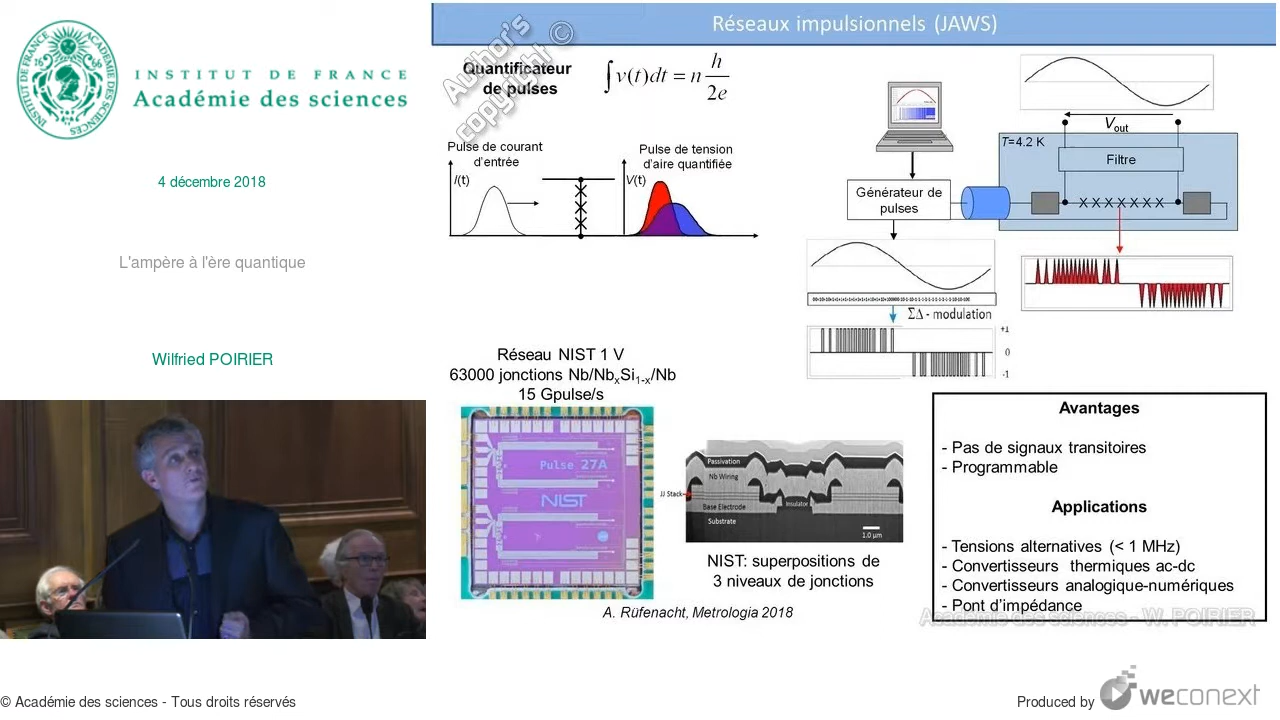 INSTITUT DE FRANCE
Académie des sciences
4 décembre 2018
L'ampère à l'ère quantique
Wilfried POIRIER
Réseaux impulsionnels (JAWS)
Author's copyright ©
Quantificateur
de pulses
∫v(t)dt = n h/2e
Pulse de courant
d'entrée
I(t)
Pulse de tension
d'aire quantifiée
V(t)
Vout
T=4.2 K
Filtre
Générateur de
pulses
ΣΔ - modulation
+1
0
-1
Réseau NIST 1 V
63000 jonctions Nb/NbxSi1-x/Nb
15 Gpulse/s
Pulse 27A
NIST
Passivation
Nb Wiring
JJ Stack
Insulator
Base Electrode
Substrate
1.0 μm
NIST: superpositions de
3 niveaux de jonctions
A. Rüfenacht, Metrologia 2018
Avantages
- Pas de signaux transitoires
- Programmable
Applications
- Tensions alternatives (< 1 MHz)
- Convertisseurs thermiques ac-dc
- Convertisseurs analogique-numériques
- Pont d'impédance
Académie des sciences - W. POIRIER
© Académie des sciences - Tous droits réservés
Produced by weconext